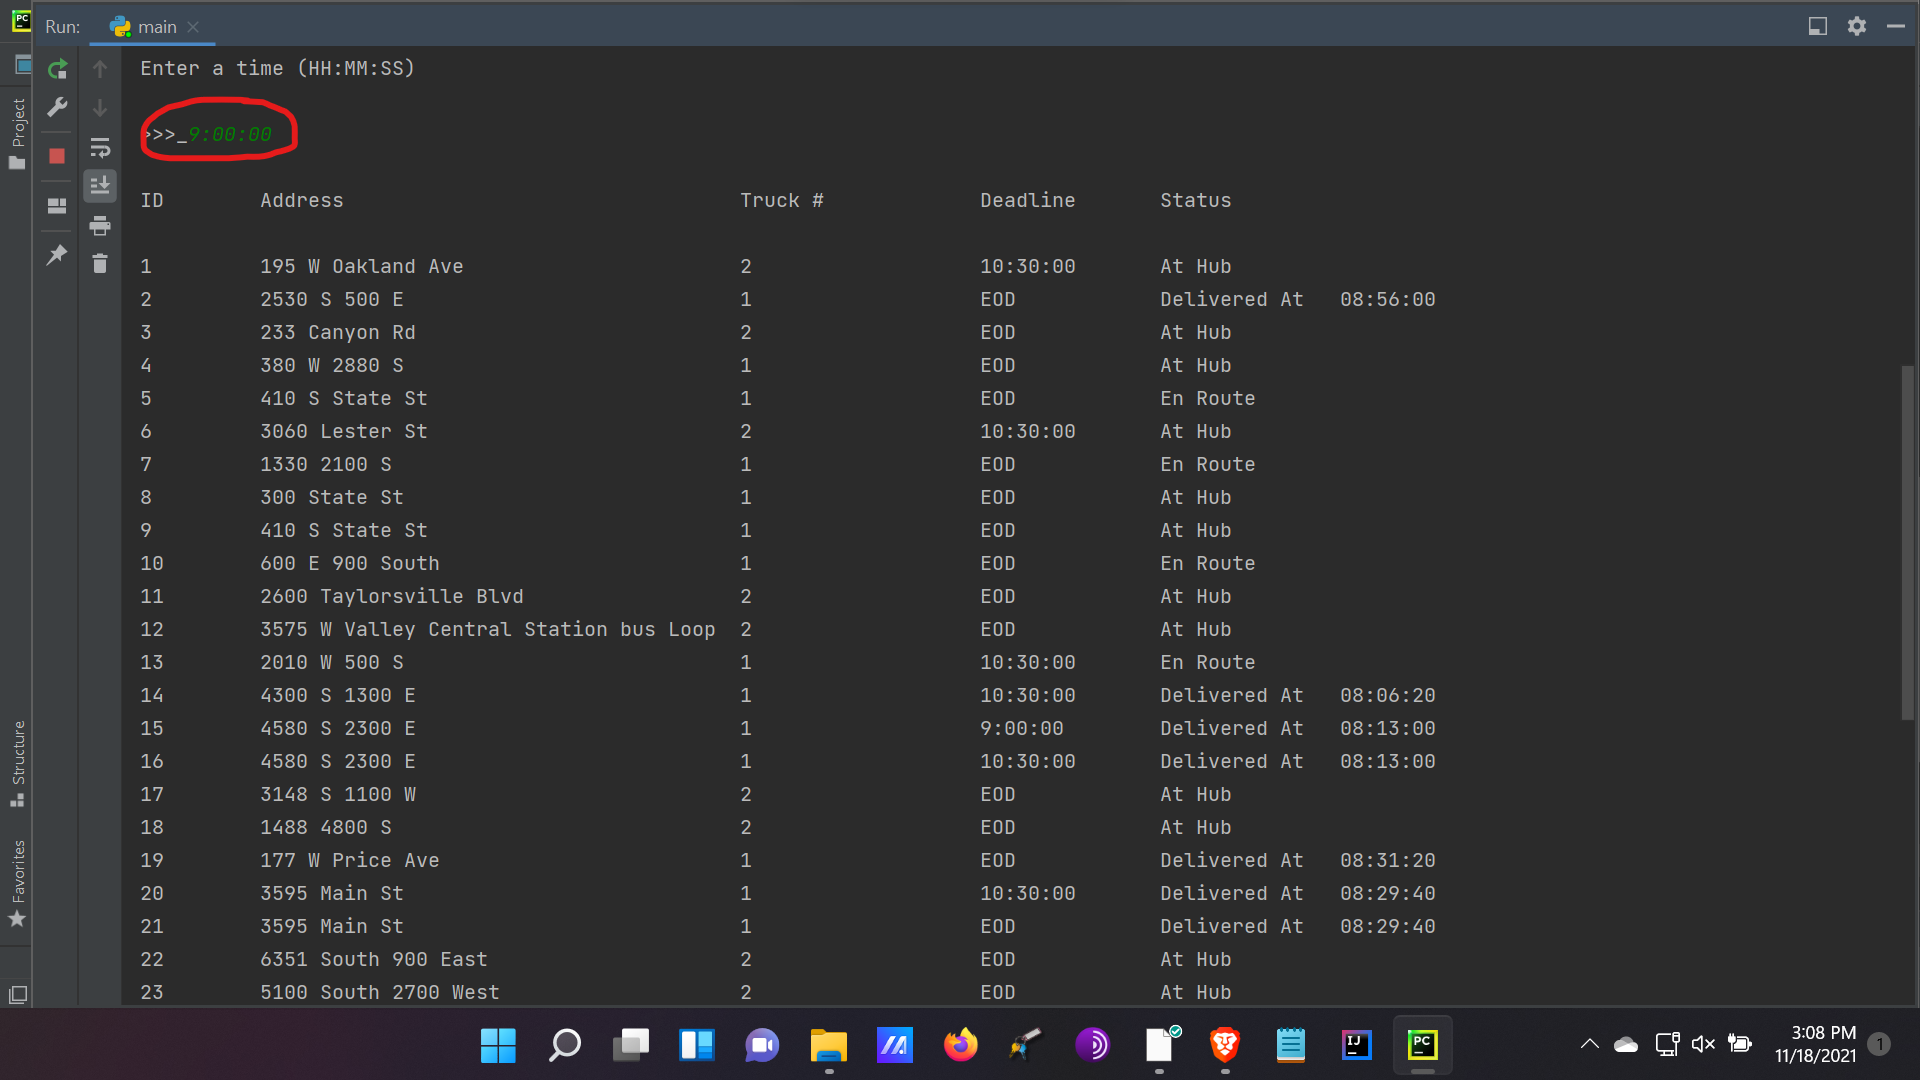 PC Run: main
Enter a time (HH:MM:SS)
>>>_9:00:00
Project
ID Address Truck # Deadline Status
1 195 W Oakland Ave 2 10:30:00 At Hub
2 2530 S 500 E 1 EOD Delivered At 08:56:00
3 233 Canyon Rd 2 EOD At Hub
4 380 W 2880 S 1 EOD At Hub
5 410 S State St 1 EOD En Route
6 3060 Lester St 2 10:30:00 At Hub
7 1330 2100 S 1 EOD En Route
8 300 State St 1 EOD At Hub
9 410 S State St 1 EOD At Hub
10 600 E 900 South 1 EOD En Route
11 2600 Taylorsville Blvd 2 EOD At Hub
12 3575 W Valley Central Station bus Loop 2 EOD At Hub
13 2010 W 500 S 1 10:30:00 En Route
14 4300 S 1300 E 1 10:30:00 Delivered At 08:06:20
15 4580 S 2300 E 1 9:00:00 Delivered At 08:13:00
16 4580 S 2300 E 1 10:30:00 Delivered At 08:13:00
17 3148 S 1100 W 2 EOD At Hub
18 1488 4800 S 2 EOD At Hub
19 177 W Price Ave 1 EOD Delivered At 08:31:20
20 3595 Main St 1 10:30:00 Delivered At 08:29:40
21 3595 Main St 1 EOD Delivered At 08:29:40
22 6351 South 900 East 2 EOD At Hub
23 5100 South 2700 West 2 EOD At Hub
Structure
Favorites
IJ PC 3:08 PM 1
11/18/2021